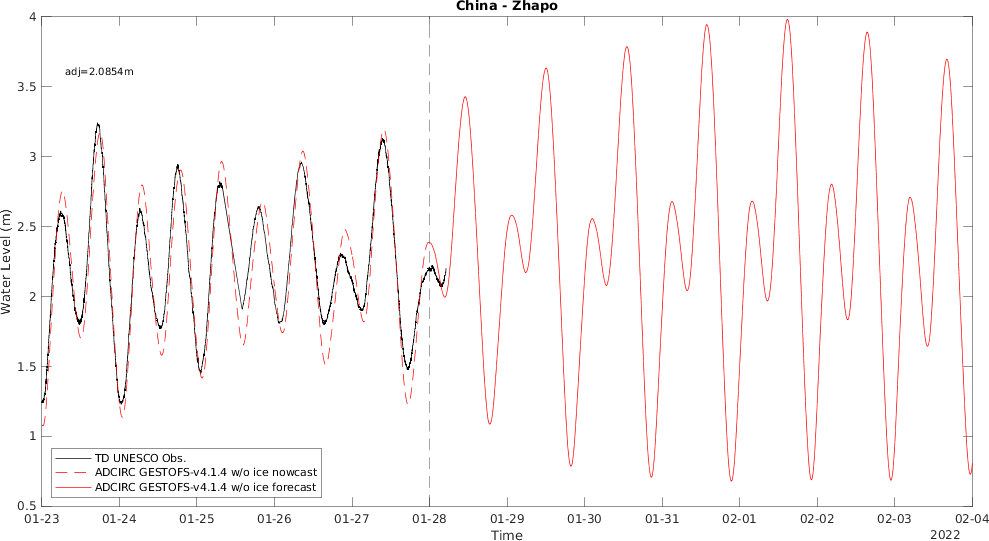 China - Zhapo
adj=2.0854m
Water Level (m)
4
3.5
3
2.5
2
1.5
1
0.5
TD UNESCO Obs.
ADCIRC GESTOFS-v4.1.4 w/o ice nowcast
ADCIRC GESTOFS-v4.1.4 w/o ice forecast
01-23 01-24 01-25 01-26 01-27 01-28 01-29 01-30 01-31 02-01 02-02 02-03 02-04
Time
2022